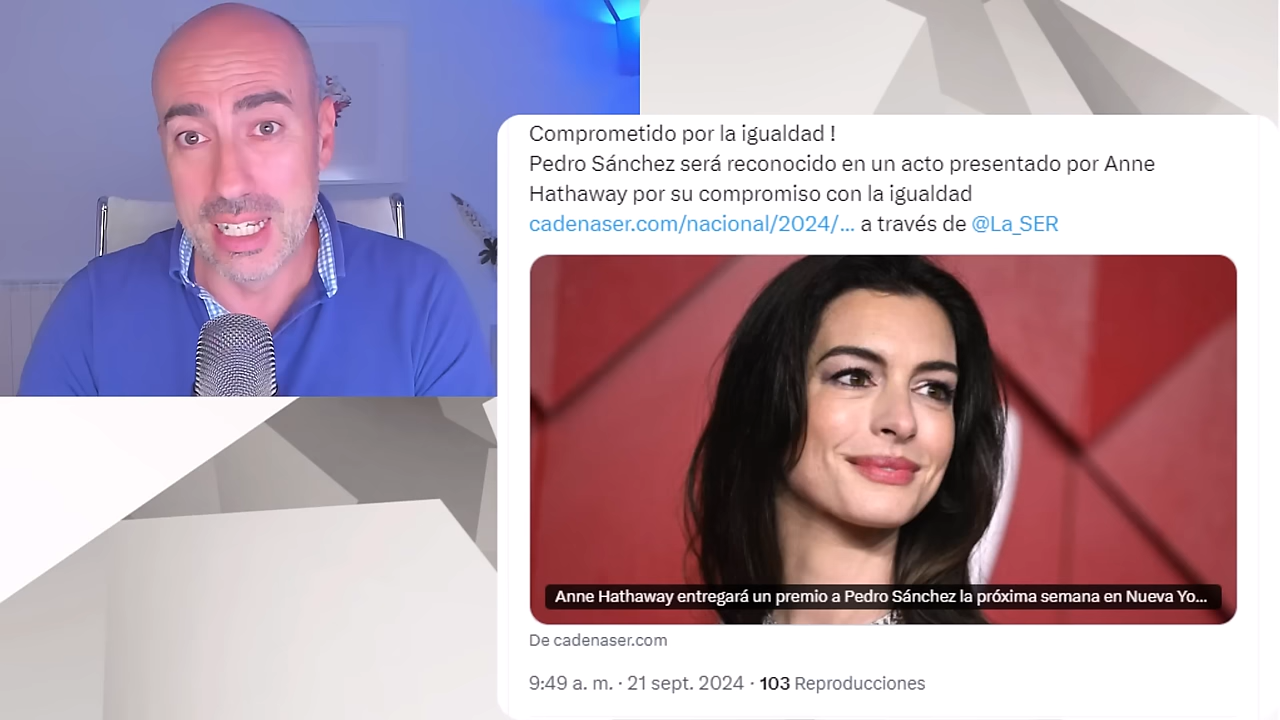 Comprometido por la igualdad !
Pedro Sánchez será reconocido en un acto presentado por Anne
Hathaway por su compromiso con la igualdad
cadenaser.com/nacional/2024/... a través de @La_SER
Anne Hathaway entregará un premio a Pedro Sánchez la próxima semana en Nueva Yo...
De cadenaser.com
9:49 a. m. · 21 sept. 2024 · 103 Reproducciones